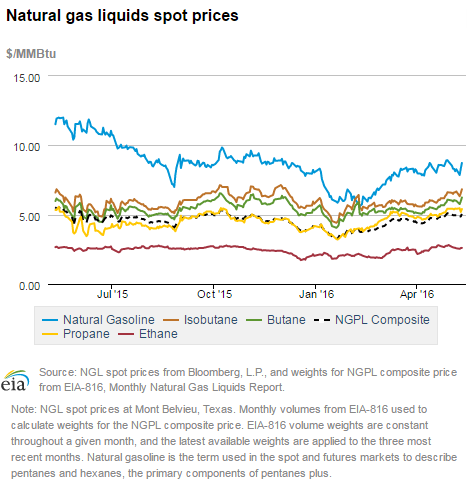 Natural gas liquids spot prices
$/MMBtu
15.00
10.00
5.00
0.00
Jul '15 Oct '15 Jan '16 Apr '16
Natural Gasoline Isobutane Butane NGPL Composite
Propane Ethane
eia
Source: NGL spot prices from Bloomberg, L.P., and weights for NGPL composite price
from EIA-816, Monthly Natural Gas Liquids Report.
Note: NGL spot prices at Mont Belvieu, Texas. Monthly volumes from EIA-816 used to
calculate weights for the NGPL composite price. EIA-816 volume weights are constant
throughout a given month, and the latest available weights are applied to the three most
recent months. Natural gasoline is the term used in the spot and futures markets to describe
pentanes and hexanes, the primary components of pentanes plus.